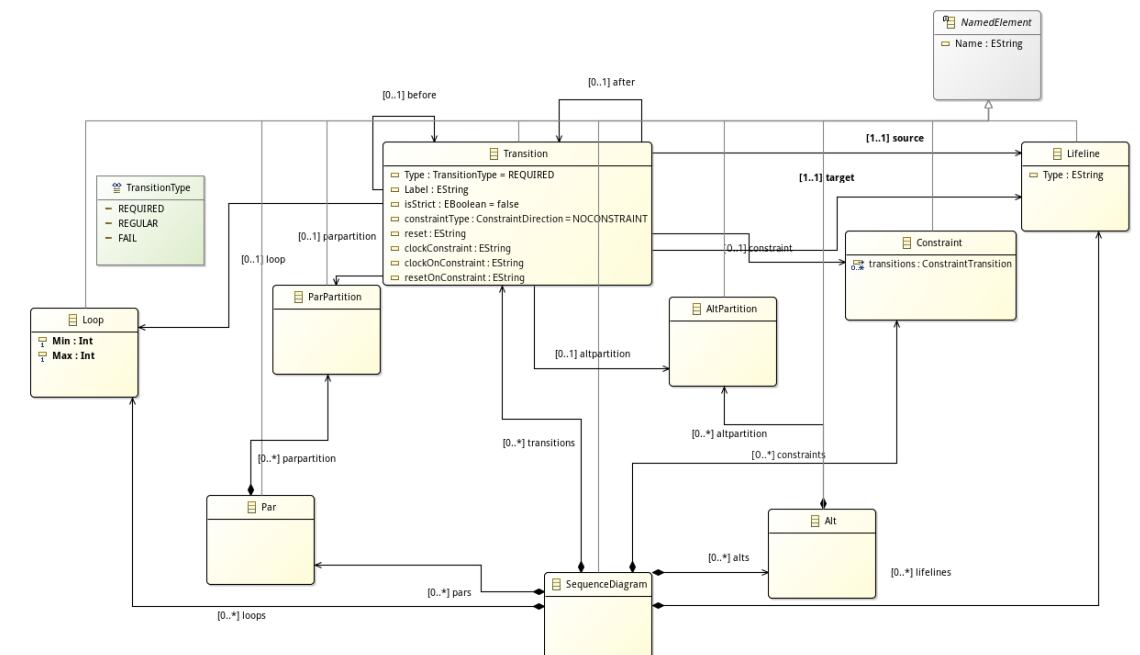 NamedElement
Name : EString
[0..1] after
[0..1] before
[1..1] source
Transition
Lifeline
Type : TransitionType = REQUIRED
Label : EString
isStrict : EBoolean = false
constraintType : ConstraintDirection = NOCONSTRAINT
reset : EString
clockConstraint : EString
clockOnConstraint : EString
resetOnConstraint : EString
Type : EString
[1..1] target
TransitionType
REQUIRED
REGULAR
FAIL
[0..1] parpartition
[0..1] loop
[0..1] constraint
Constraint
0..*
transitions : ConstraintTransition
ParPartition
AltPartition
Loop
1
Min : Int
1
Max : Int
[0..1] altpartition
[0..*] altpartition
[0..*] transitions
[0..*] constraints
[0..*] parpartition
Par
Alt
[0..*] alts
[0..*] lifelines
SequenceDiagram
[0..*] pars
[0..*] loops